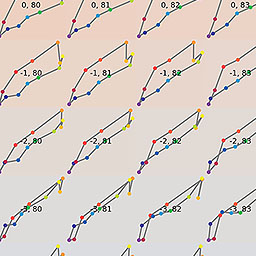 0, 80 0, 81 0, 82 0, 83
-1, 80 -1, 81 -1, 82 -1, 83
-2, 80 -2, 81 -2, 82 -2, 83
-3, 80 -3, 81 -3, 82 -3, 83